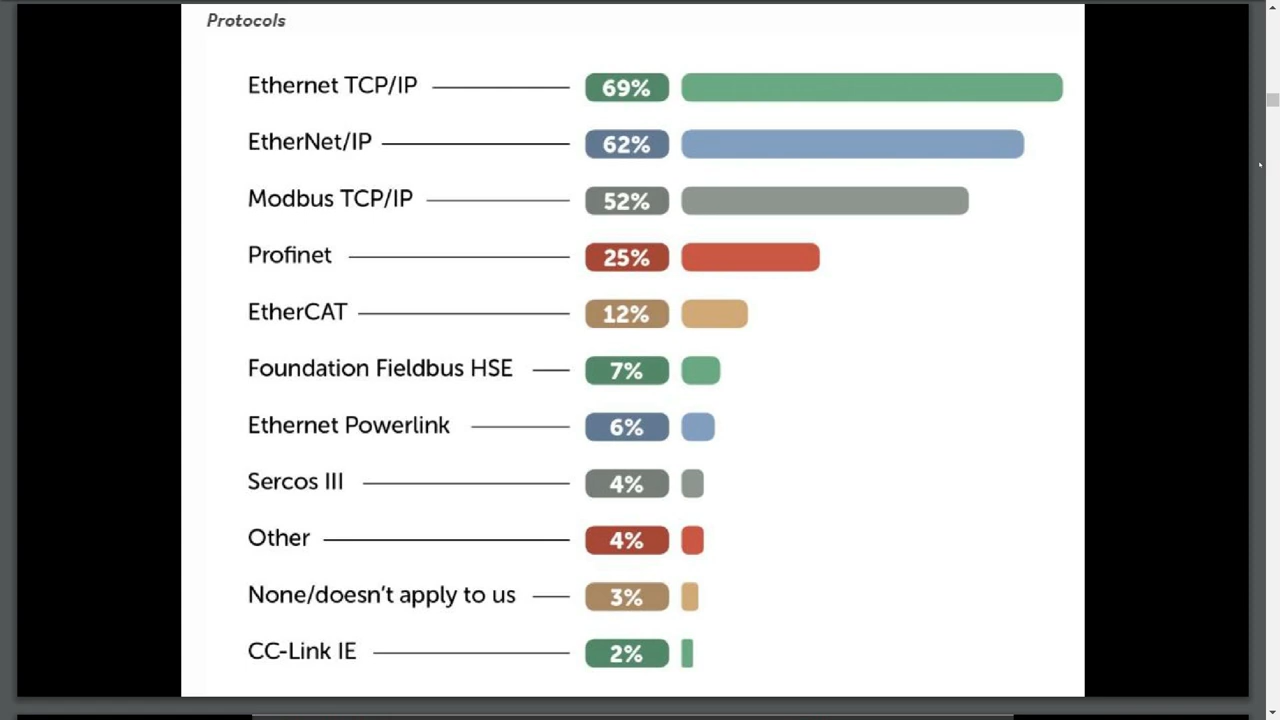 Protocols
Ethernet TCP/IP 69%
EtherNet/IP 62%
Modbus TCP/IP 52%
Profinet 25%
EtherCAT 12%
Foundation Fieldbus HSE 7%
Ethernet Powerlink 6%
Sercos III 4%
Other 4%
None/doesn't apply to us 3%
CC-Link IE 2%